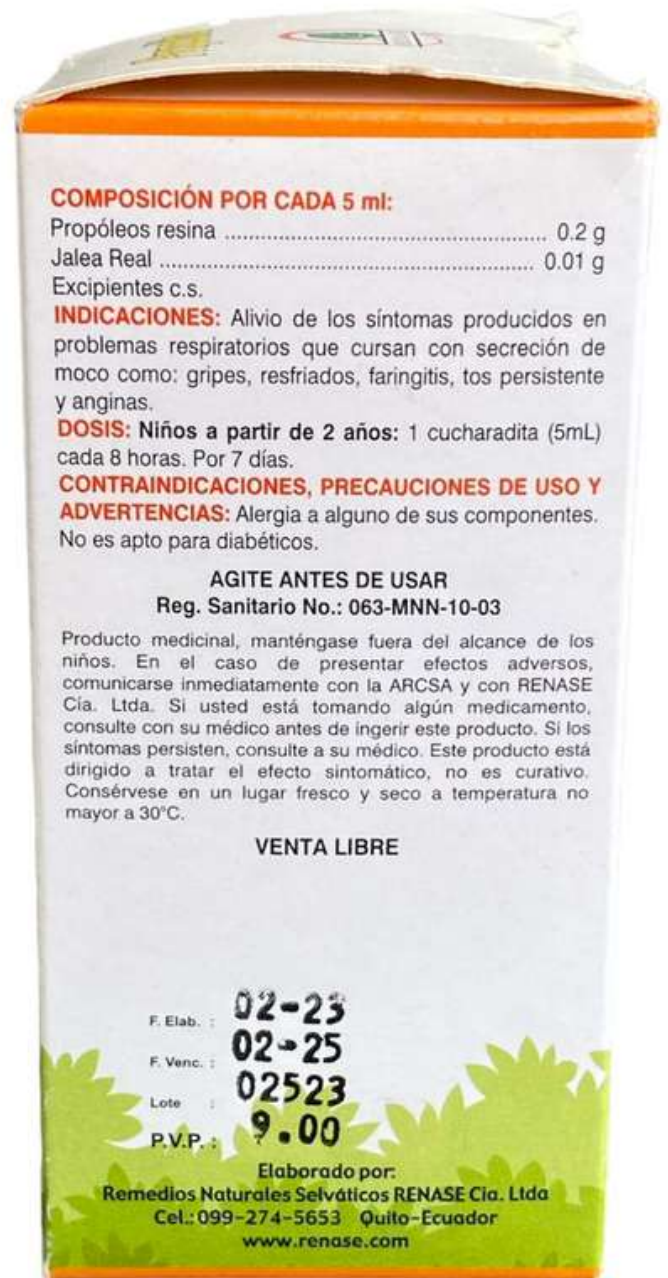 COMPOSICIÓN POR CADA 5 ml:
Propóleos resina ........................................................ 0.2 g
Jalea Real ................................................................. 0.01 g
Excipientes c.s.
INDICACIONES: Alivio de los síntomas producidos en
problemas respiratorios que cursan con secreción de
moco como: gripes, resfriados, faringitis, tos persistente
y anginas.
DOSIS: Niños a partir de 2 años: 1 cucharadita (5mL)
cada 8 horas. Por 7 días.
CONTRAINDICACIONES, PRECAUCIONES DE USO Y
ADVERTENCIAS: Alergia a alguno de sus componentes.
No es apto para diabéticos.
AGITE ANTES DE USAR
Reg. Sanitario No.: 063-MNN-10-03
Producto medicinal, manténgase fuera del alcance de los
niños. En el caso de presentar efectos adversos,
comunicarse inmediatamente con la ARCSA y con RENASE
Cía. Ltda. Si usted está tomando algún medicamento,
consulte con su médico antes de ingerir este producto. Si los
síntomas persisten, consulte a su médico. Este producto está
dirigido a tratar el efecto sintomático, no es curativo.
Consérvese en un lugar fresco y seco a temperatura no
mayor a 30°C.
VENTA LIBRE
F. Elab. : 02-23
F. Venc. : 02-25
Lote : 02523
P.V.P. : 9.00
Elaborado por:
Remedios Naturales Selváticos RENASE Cia. Ltda
Cel.: 099-274-5653 Quito-Ecuador
www.renase.com